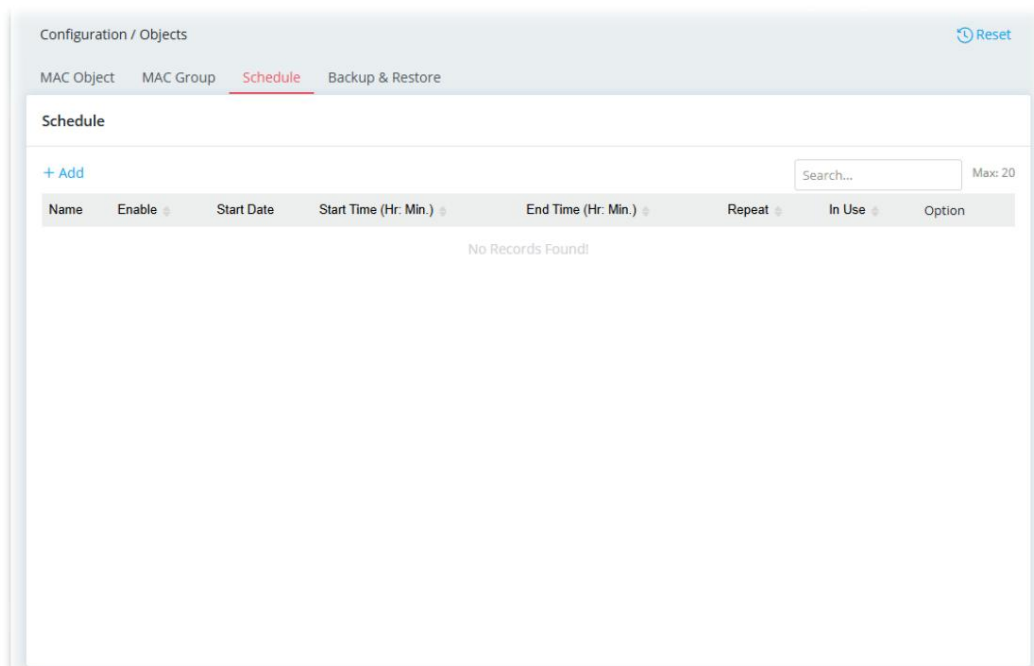 Configuration / Objects Reset
MAC Object MAC Group Schedule Backup & Restore
Schedule
+ Add Search... Max: 20
Name Enable Start Date Start Time (Hr: Min.) End Time (Hr: Min.) Repeat In Use Option
No Records Found!